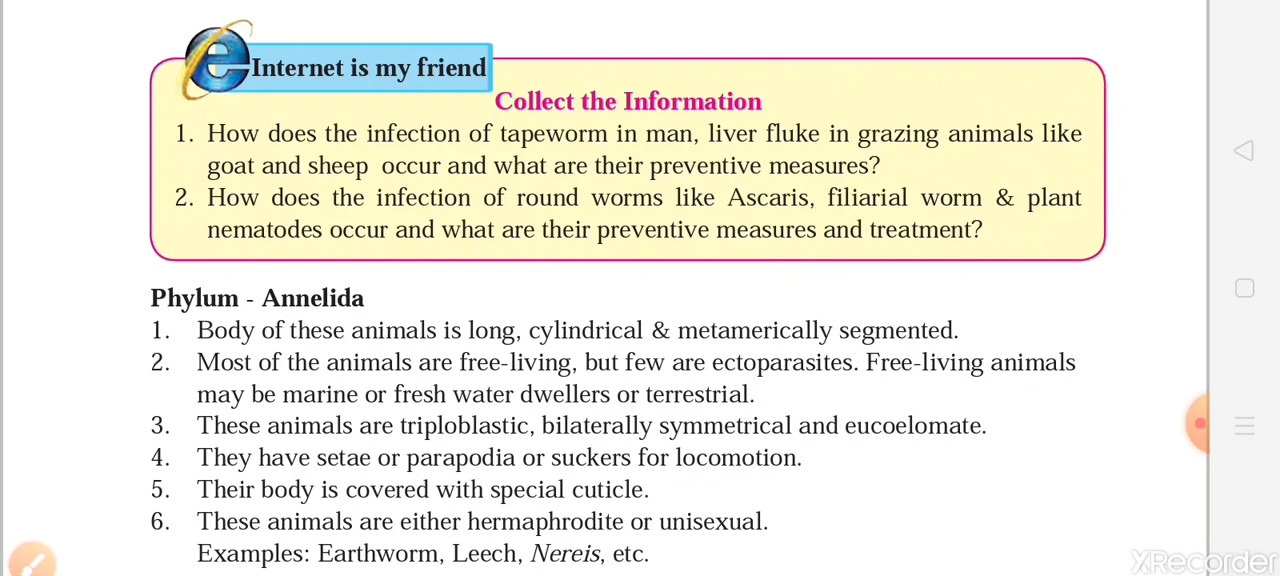 Internet is my friend
Collect the Information
1. How does the infection of tapeworm in man, liver fluke in grazing animals like
goat and sheep occur and what are their preventive measures?
2. How does the infection of round worms like Ascaris, filiarial worm & plant
nematodes occur and what are their preventive measures and treatment?
Phylum - Annelida
1. Body of these animals is long, cylindrical & metamerically segmented.
2. Most of the animals are free-living, but few are ectoparasites. Free-living animals
may be marine or fresh water dwellers or terrestrial.
3. These animals are triploblastic, bilaterally symmetrical and eucoelomate.
4. They have setae or parapodia or suckers for locomotion.
5. Their body is covered with special cuticle.
6. These animals are either hermaphrodite or unisexual.
Examples: Earthworm, Leech, Nereis, etc.
XRecorder